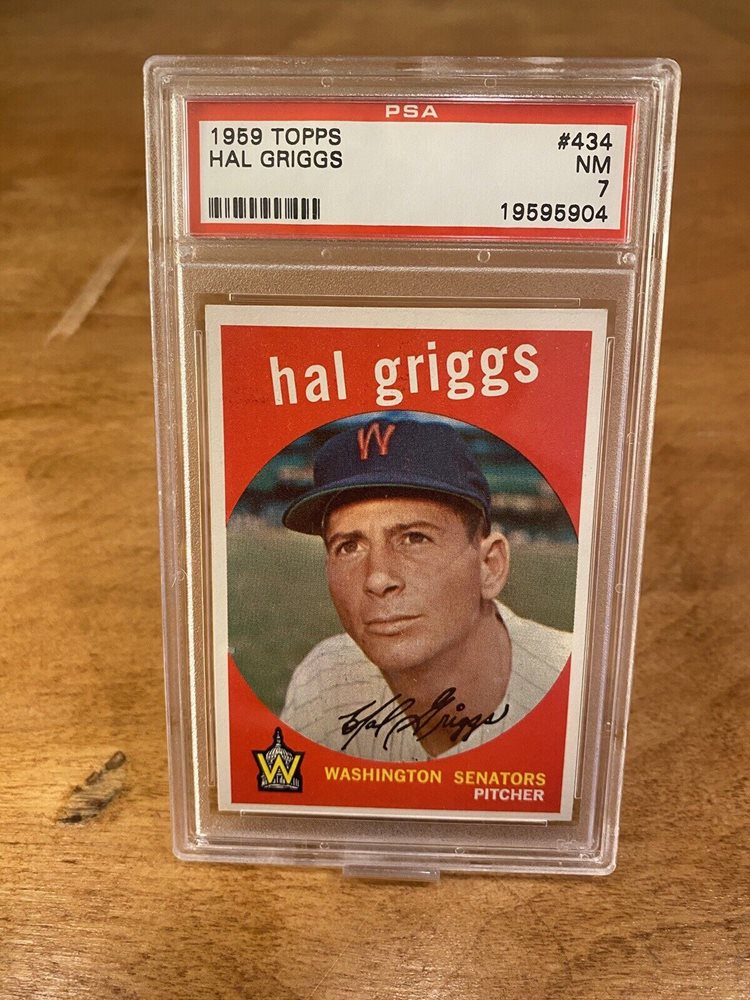 PSA
1959 TOPPS #434
HAL GRIGGS NM
7
19595904
hal griggs
W
Hal Griggs
W
WASHINGTON SENATORS
PITCHER